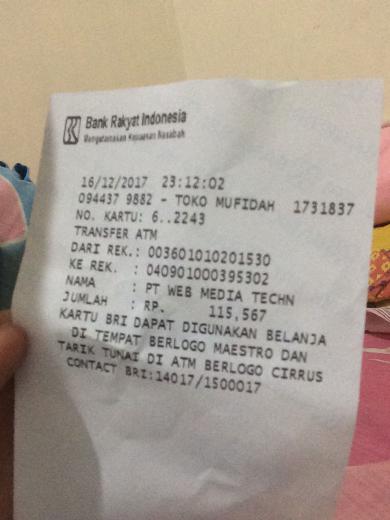 Bank Rakyat Indonesia
Mengutamakan Kepuasan Nasabah
16/12/2017 23:12:02
094437 9882 - TOKO MUFIDAH 1731837
NO. KARTU: 6..2243
TRANSFER ATM
DARI REK.: 003601010201530
KE REK. : 040901000395302
NAMA : PT WEB MEDIA TECHN
JUMLAH : RP. 115,567
KARTU BRI DAPAT DIGUNAKAN BELANJA
DI TEMPAT BERLOGO MAESTRO DAN
TARIK TUNAI DI ATM BERLOGO CIRRUS
CONTACT BRI:14017/1500017